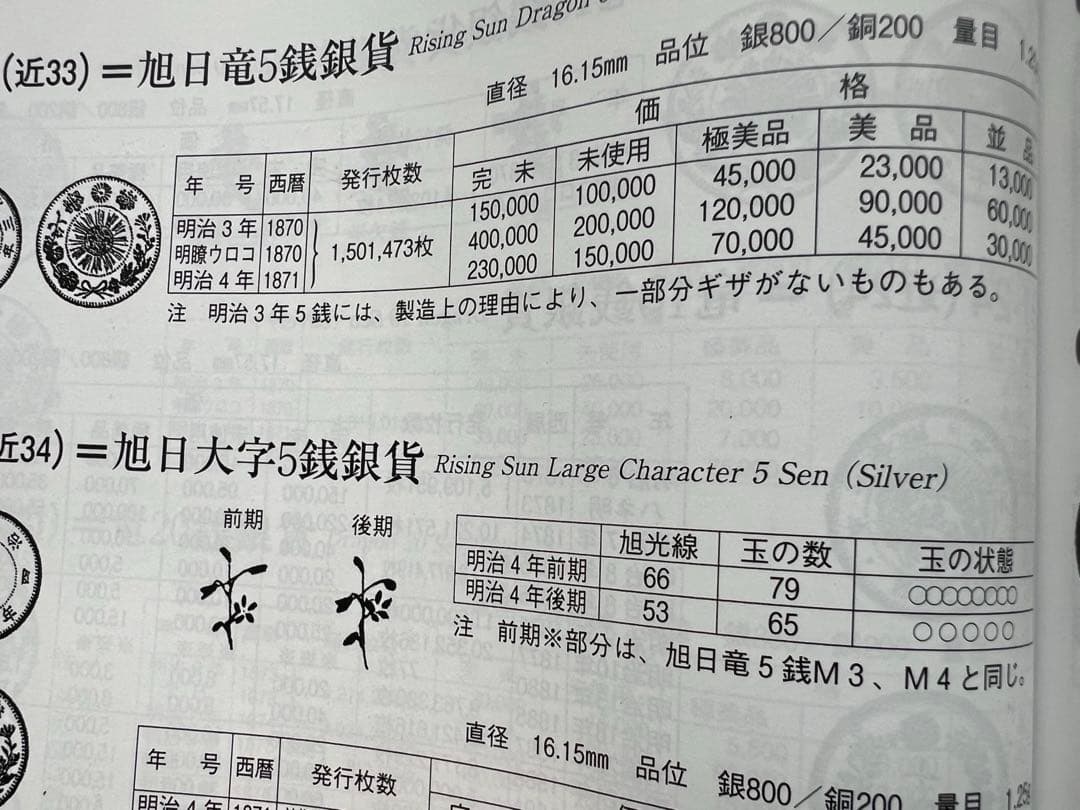 (近33)＝旭日竜5銭銀貨 Rising Sun Dragon
直径 16.15mm 品位 銀800／銅200 量目
年 号 西暦 発行枚数 価 格
完 未 未使用 極美品 美 品 並 品
明治3年 1870 150,000 100,000 45,000 23,000 13,000
明瞭ウロコ 1870 1,501,473枚 400,000 200,000 120,000 90,000 60,000
明治4年 1871 230,000 150,000 70,000 45,000 30,000
注 明治3年5銭には、製造上の理由により、一部分ギザがないものもある。
近34)＝旭日大字5銭銀貨 Rising Sun Large Character 5 Sen (Silver)
前期 後期
旭光線 玉の数 玉の状態
明治4年前期 66 79 ○○○○○○○○
明治4年後期 53 65 ○○○○○
注 前期※部分は、旭日竜5銭M3、M4と同じ。
直径 16.15mm 品位 銀800／銅200 量目
年 号 西暦 発行枚数
明治4年 1871